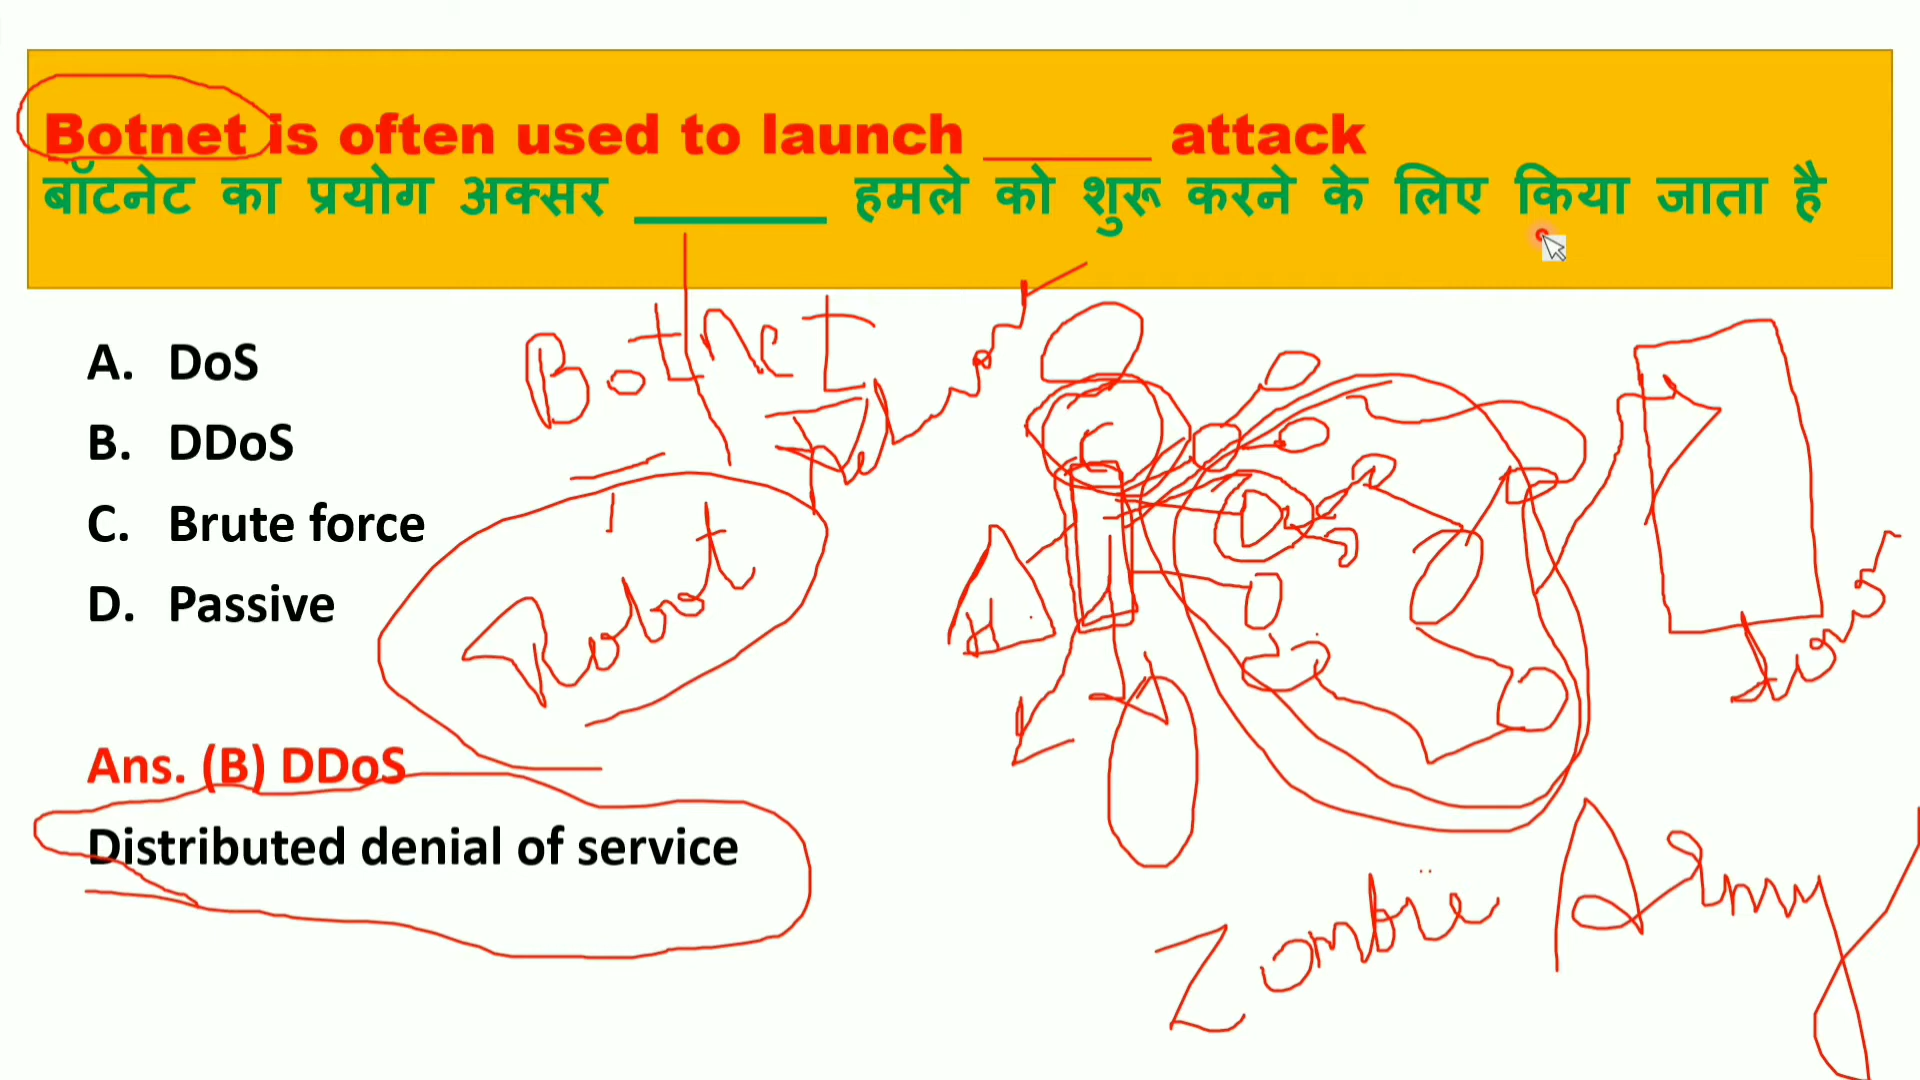 Botnet is often used to launch ______ attack
बॉटनेट का प्रयोग अक्सर ________ हमले को शुरू करने के लिए किया जाता है
A. DoS
B. DDoS
C. Brute force
D. Passive
Botnet
Robot
Network
Ans. (B) DDoS
Distributed denial of service
H
C
Zombie Army